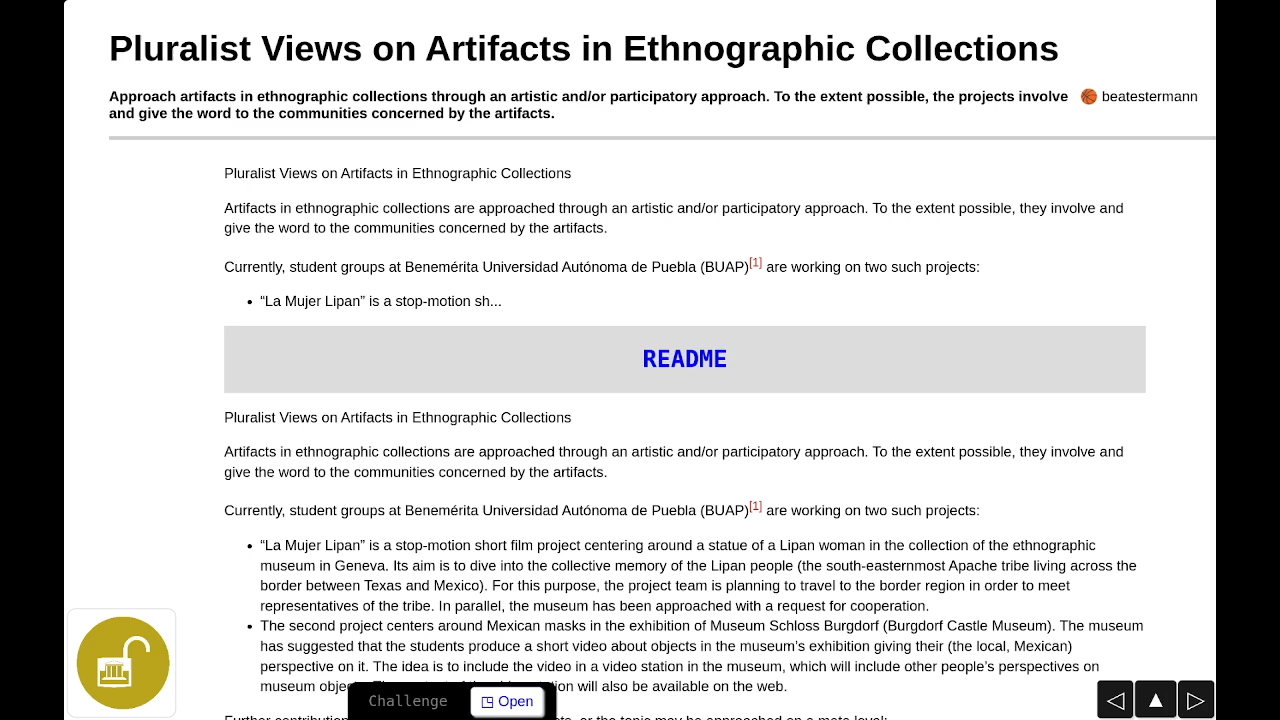 Pluralist Views on Artifacts in Ethnographic Collections
Approach artifacts in ethnographic collections through an artistic and/or participatory approach. To the extent possible, the projects involve
and give the word to the communities concerned by the artifacts.
🏀 beatestermann
Pluralist Views on Artifacts in Ethnographic Collections
Artifacts in ethnographic collections are approached through an artistic and/or participatory approach. To the extent possible, they involve and
give the word to the communities concerned by the artifacts.
Currently, student groups at Benemérita Universidad Autónoma de Puebla (BUAP)[1] are working on two such projects:
• “La Mujer Lipan” is a stop-motion sh...
README
Pluralist Views on Artifacts in Ethnographic Collections
Artifacts in ethnographic collections are approached through an artistic and/or participatory approach. To the extent possible, they involve and
give the word to the communities concerned by the artifacts.
Currently, student groups at Benemérita Universidad Autónoma de Puebla (BUAP)[1] are working on two such projects:
• “La Mujer Lipan” is a stop-motion short film project centering around a statue of a Lipan woman in the collection of the ethnographic
museum in Geneva. Its aim is to dive into the collective memory of the Lipan people (the south-easternmost Apache tribe living across the
border between Texas and Mexico). For this purpose, the project team is planning to travel to the border region in order to meet
representatives of the tribe. In parallel, the museum has been approached with a request for cooperation.
• The second project centers around Mexican masks in the exhibition of Museum Schloss Burgdorf (Burgdorf Castle Museum). The museum
has suggested that the students produce a short video about objects in the museum’s exhibition giving their (the local, Mexican)
perspective on it. The idea is to include the video in a video station in the museum, which will include other people’s perspectives on
museum will also be available on the web.
Challenge
◳ Open